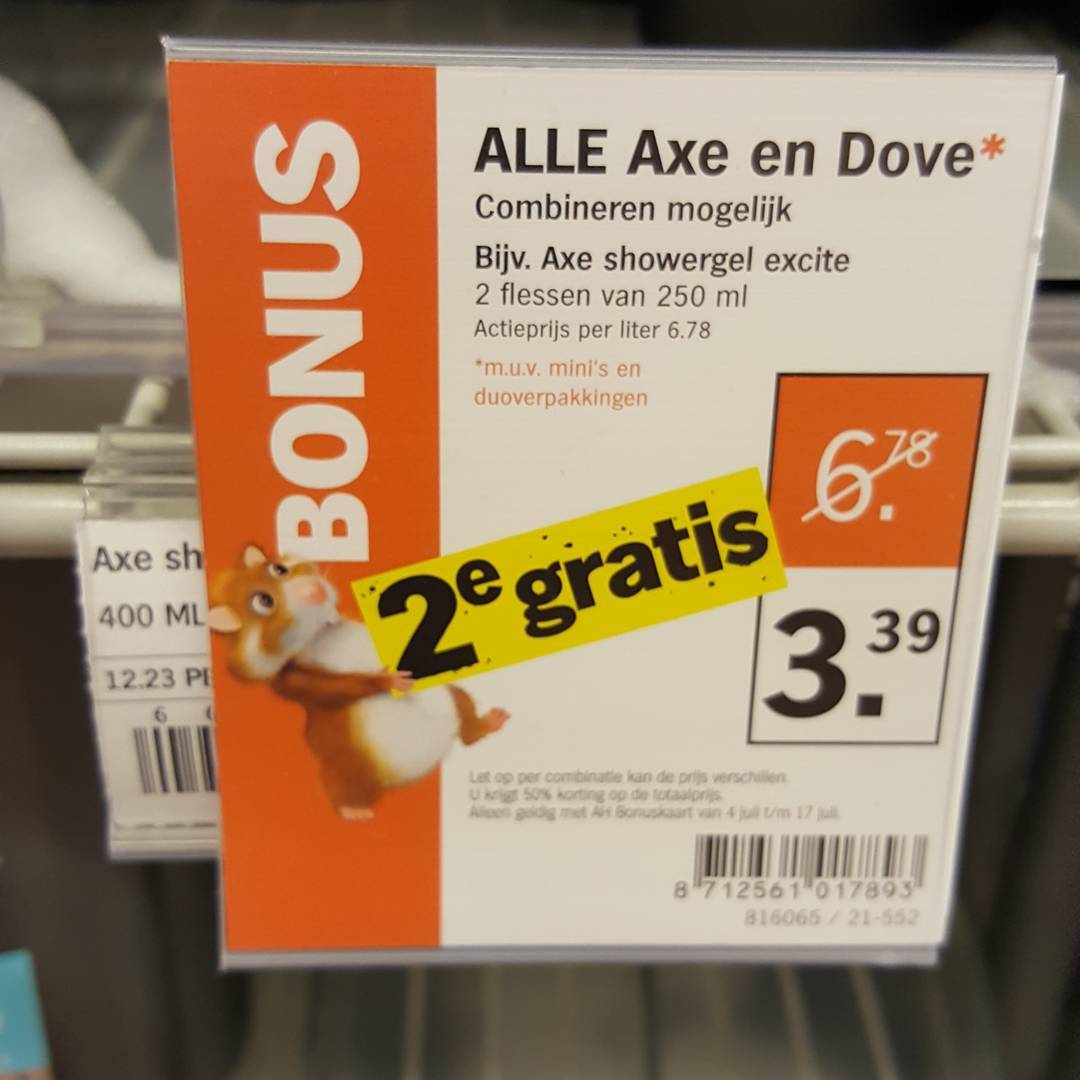 BONUS
ALLE Axe en Dove*
Combineren mogelijk
Bijv. Axe showergel excite
2 flessen van 250 ml
Actieprijs per liter 6.78
*m.u.v. mini's en
duoverpakkingen
6.78
2e gratis
3.39
Let op per combinatie kan de prijs verschillen
U krijgt 50% korting op de totaalprijs.
Alleen geldig met AH Bonuskaart van 4 juli t/m 17 juli.
8 712561 017893
816065 / 21-552
Axe sh
400 ML
12.23 PE
6